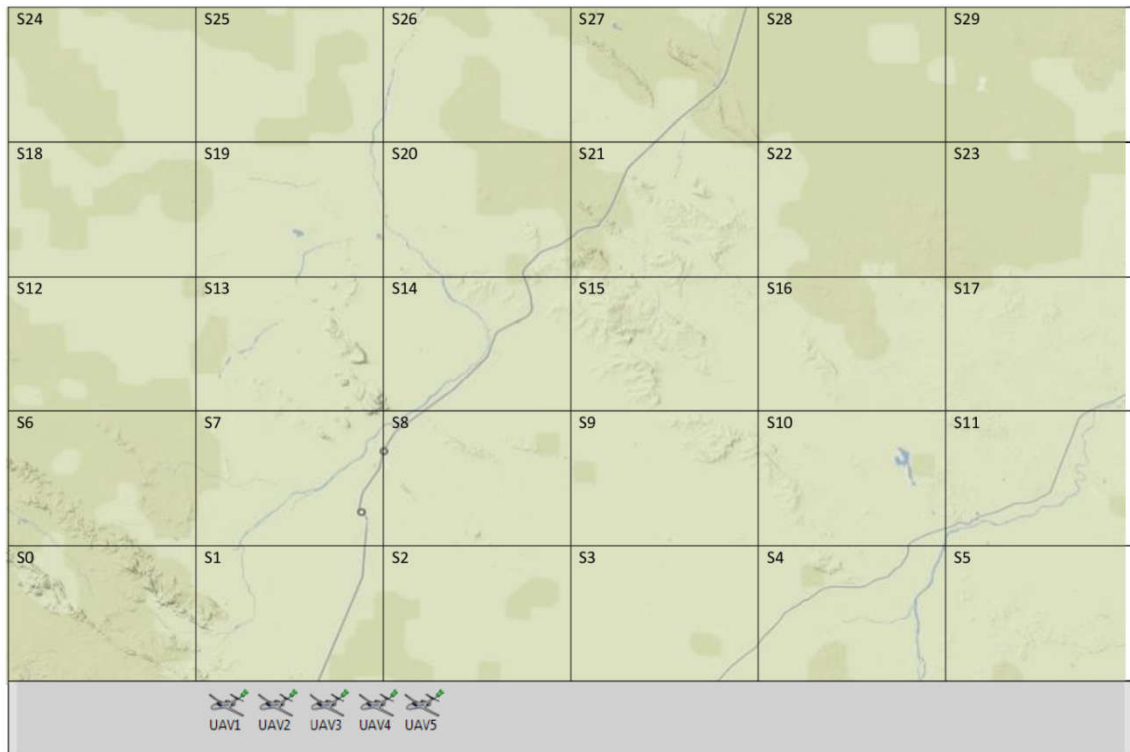 S24 S25 S26 S27 S28 S29
S18 S19 S20 S21 S22 S23
S12 S13 S14 S15 S16 S17
S6 S7 S8 S9 S10 S11
S0 S1 S2 S3 S4 S5
UAV1 UAV2 UAV3 UAV4 UAV5